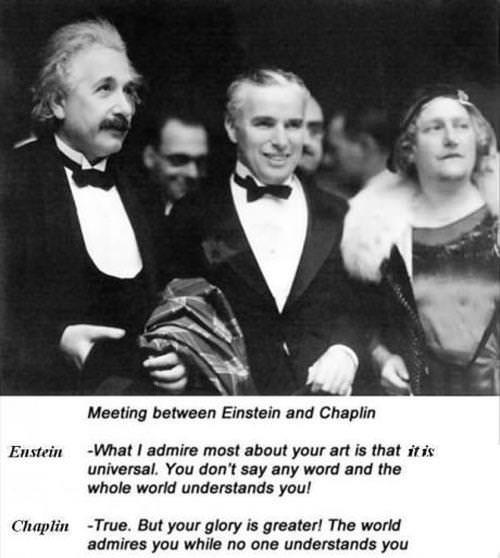 Meeting between Einstein and Chaplin
Enstein -What I admire most about your art is that it is
universal. You don't say any word and the
whole world understands you!
Chaplin -True. But your glory is greater! The world
admires you while no one understands you